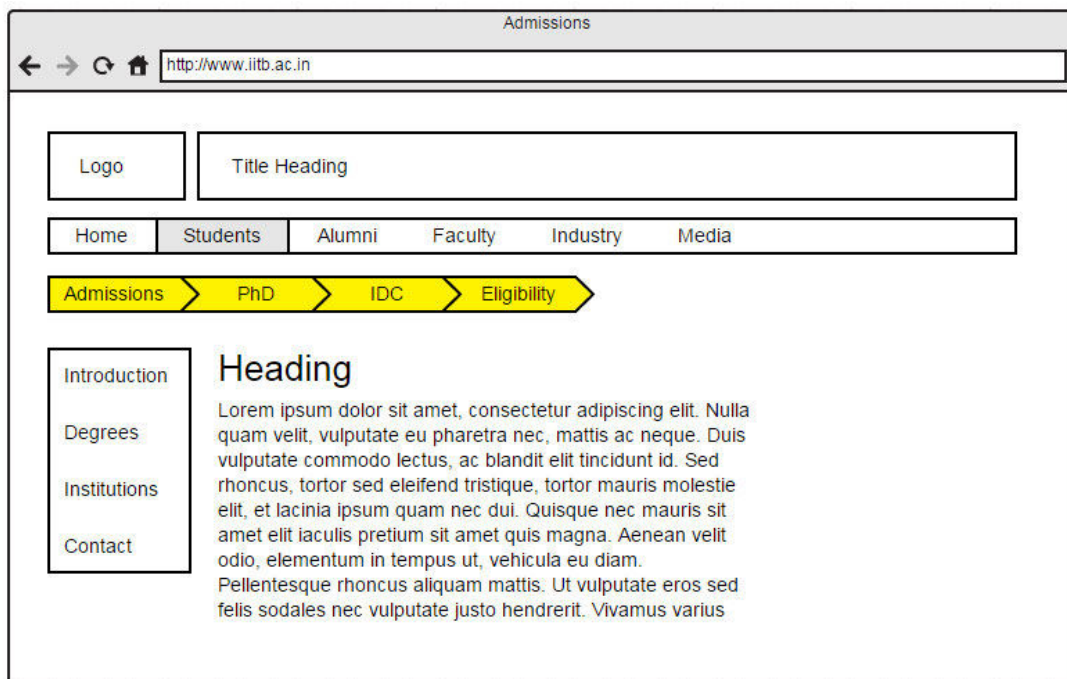 Admissions
http://www.iitb.ac.in
Logo
Title Heading
Home Students Alumni Faculty Industry Media
Admissions PhD IDC Eligibility
Introduction
Degrees
Institutions
Contact
Heading
Lorem ipsum dolor sit amet, consectetur adipiscing elit. Nulla
quam velit, vulputate eu pharetra nec, mattis ac neque. Duis
vulputate commodo lectus, ac blandit elit tincidunt id. Sed
rhoncus, tortor sed eleifend tristique, tortor mauris molestie
elit, et lacinia ipsum quam nec dui. Quisque nec mauris sit
amet elit iaculis pretium sit amet quis magna. Aenean velit
odio, elementum in tempus ut, vehicula eu diam.
Pellentesque rhoncus aliquam mattis. Ut vulputate eros sed
felis sodales nec vulputate justo hendrerit. Vivamus varius